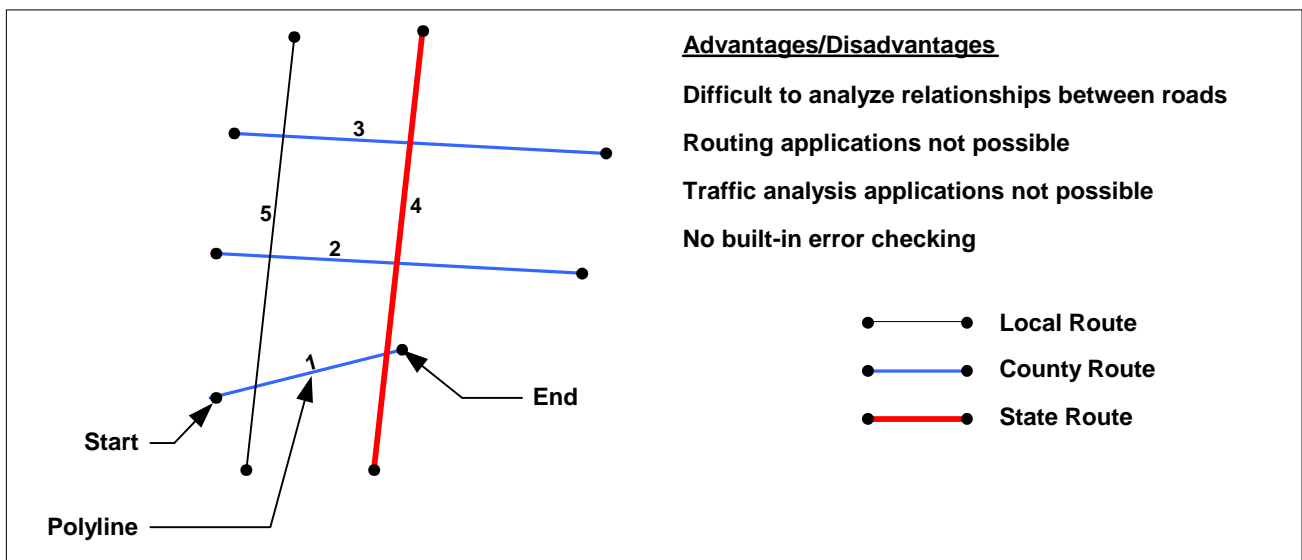 Advantages/Disadvantages
Difficult to analyze relationships between roads
Routing applications not possible
Traffic analysis applications not possible
No built-in error checking
3
4
5
2
1
Start
End
Polyline
Local Route
County Route
State Route